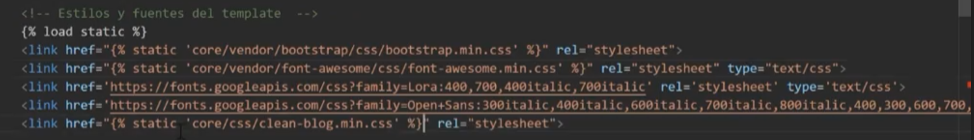 <!-- Estilos y fuentes del template  -->
{% load static %}
<link href="{% static 'core/vendor/bootstrap/css/bootstrap.min.css' %}" rel="stylesheet">
<link href="{% static 'core/vendor/font-awesome/css/font-awesome.min.css' %}" rel="stylesheet" type="text/css">
<link href='https://fonts.googleapis.com/css?family=Lora:400,700,400italic,700italic' rel='stylesheet' type='text/css'>
<link href='https://fonts.googleapis.com/css?family=Open+Sans:300italic,400italic,600italic,700italic,800italic,400,300,600,700,
<link href="{% static 'core/css/clean-blog.min.css' %}" rel="stylesheet">